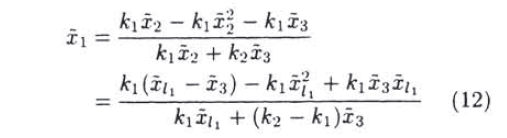 x̃₁ = (k₁x̃₂ − k₁x̃₂² − k₁x̃₃) / (k₁x̃₂ + k₂x̃₃)
= (k₁(x̃_{l₁} − x̃₃) − k₁x̃_{l₁}² + k₁x̃₃x̃_{l₁}) / (k₁x̃_{l₁} + (k₂ − k₁)x̃₃) (12)